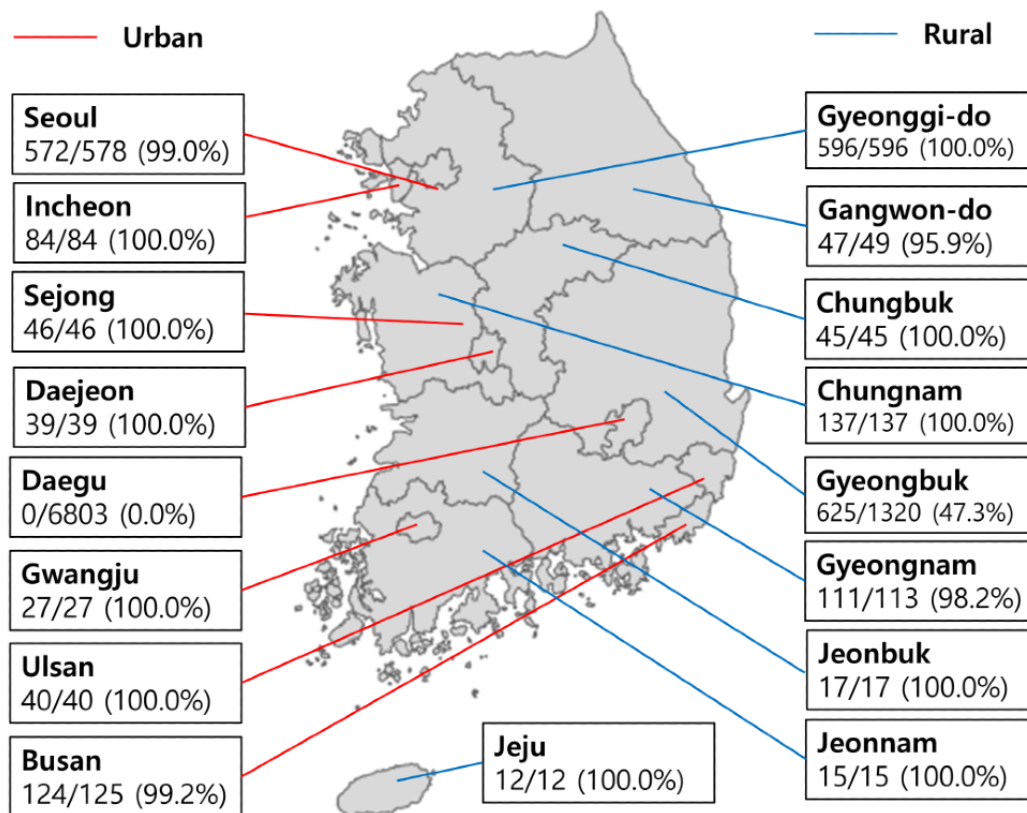 Urban
Rural
Seoul
572/578 (99.0%)
Incheon
84/84 (100.0%)
Sejong
46/46 (100.0%)
Daejeon
39/39 (100.0%)
Daegu
0/6803 (0.0%)
Gwangju
27/27 (100.0%)
Ulsan
40/40 (100.0%)
Busan
124/125 (99.2%)
Jeju
12/12 (100.0%)
Gyeonggi-do
596/596 (100.0%)
Gangwon-do
47/49 (95.9%)
Chungbuk
45/45 (100.0%)
Chungnam
137/137 (100.0%)
Gyeongbuk
625/1320 (47.3%)
Gyeongnam
111/113 (98.2%)
Jeonbuk
17/17 (100.0%)
Jeonnam
15/15 (100.0%)